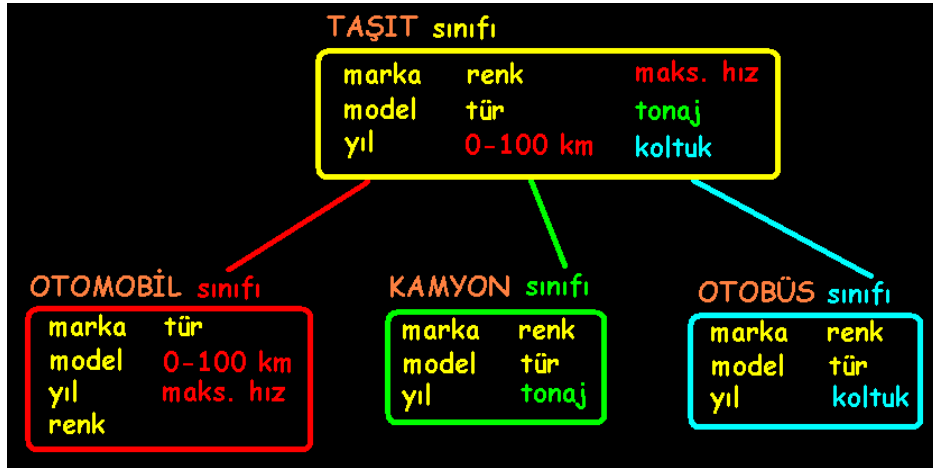 TAŞIT sınıfı
marka renk maks. hız
model tür tonaj
yıl 0-100 km koltuk
OTOMOBİL sınıfı
marka tür
model 0-100 km
yıl maks. hız
renk
KAMYON sınıfı
marka renk
model tür
yıl tonaj
OTOBÜS sınıfı
marka renk
model tür
yıl koltuk